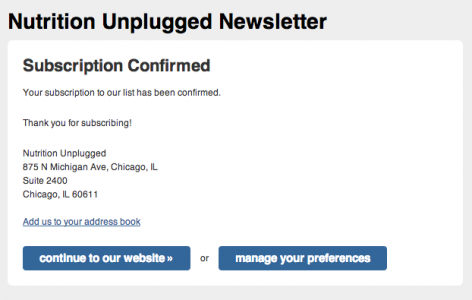 Nutrition Unplugged Newsletter
Subscription Confirmed
Your subscription to our list has been confirmed.
Thank you for subscribing!
Nutrition Unplugged
875 N Michigan Ave, Chicago, IL
Suite 2400
Chicago, IL 60611
Add us to your address book
continue to our website » or manage your preferences